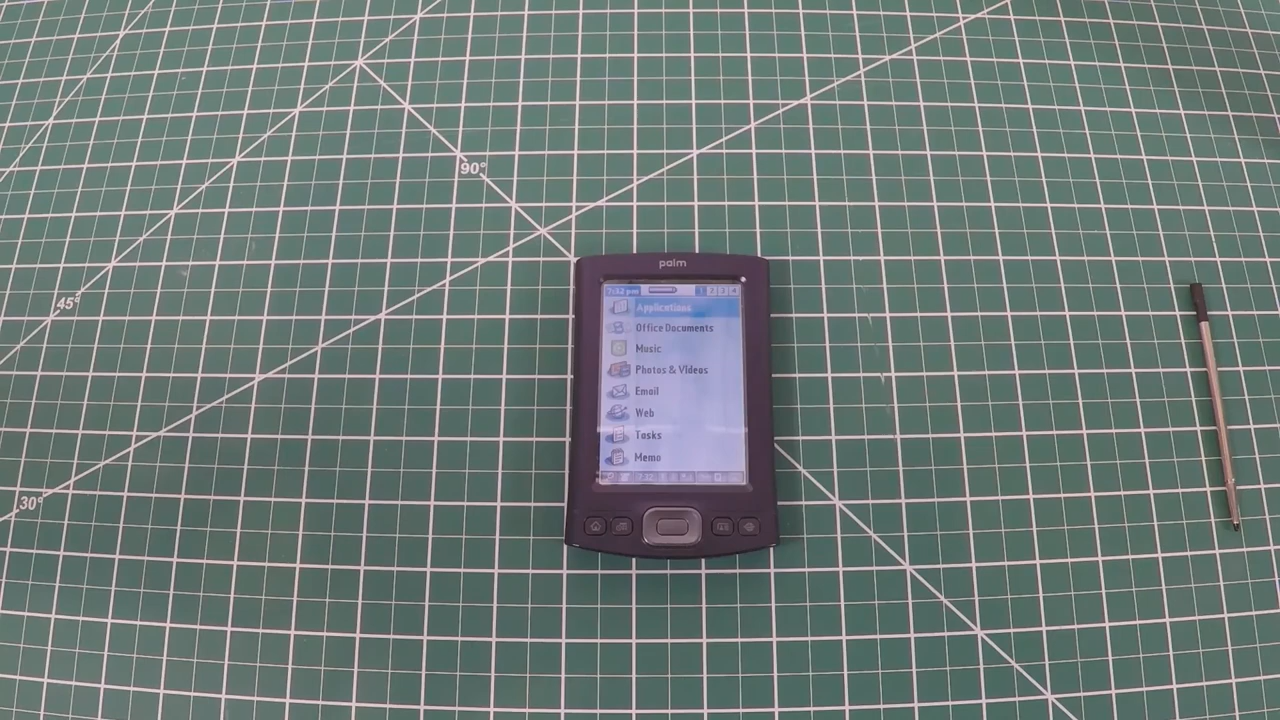 90°
45°
30°
palm
7:32 pm 1 2 3 4
Applications
Office Documents
Music
Photos & Videos
Email
Web
Tasks
Memo